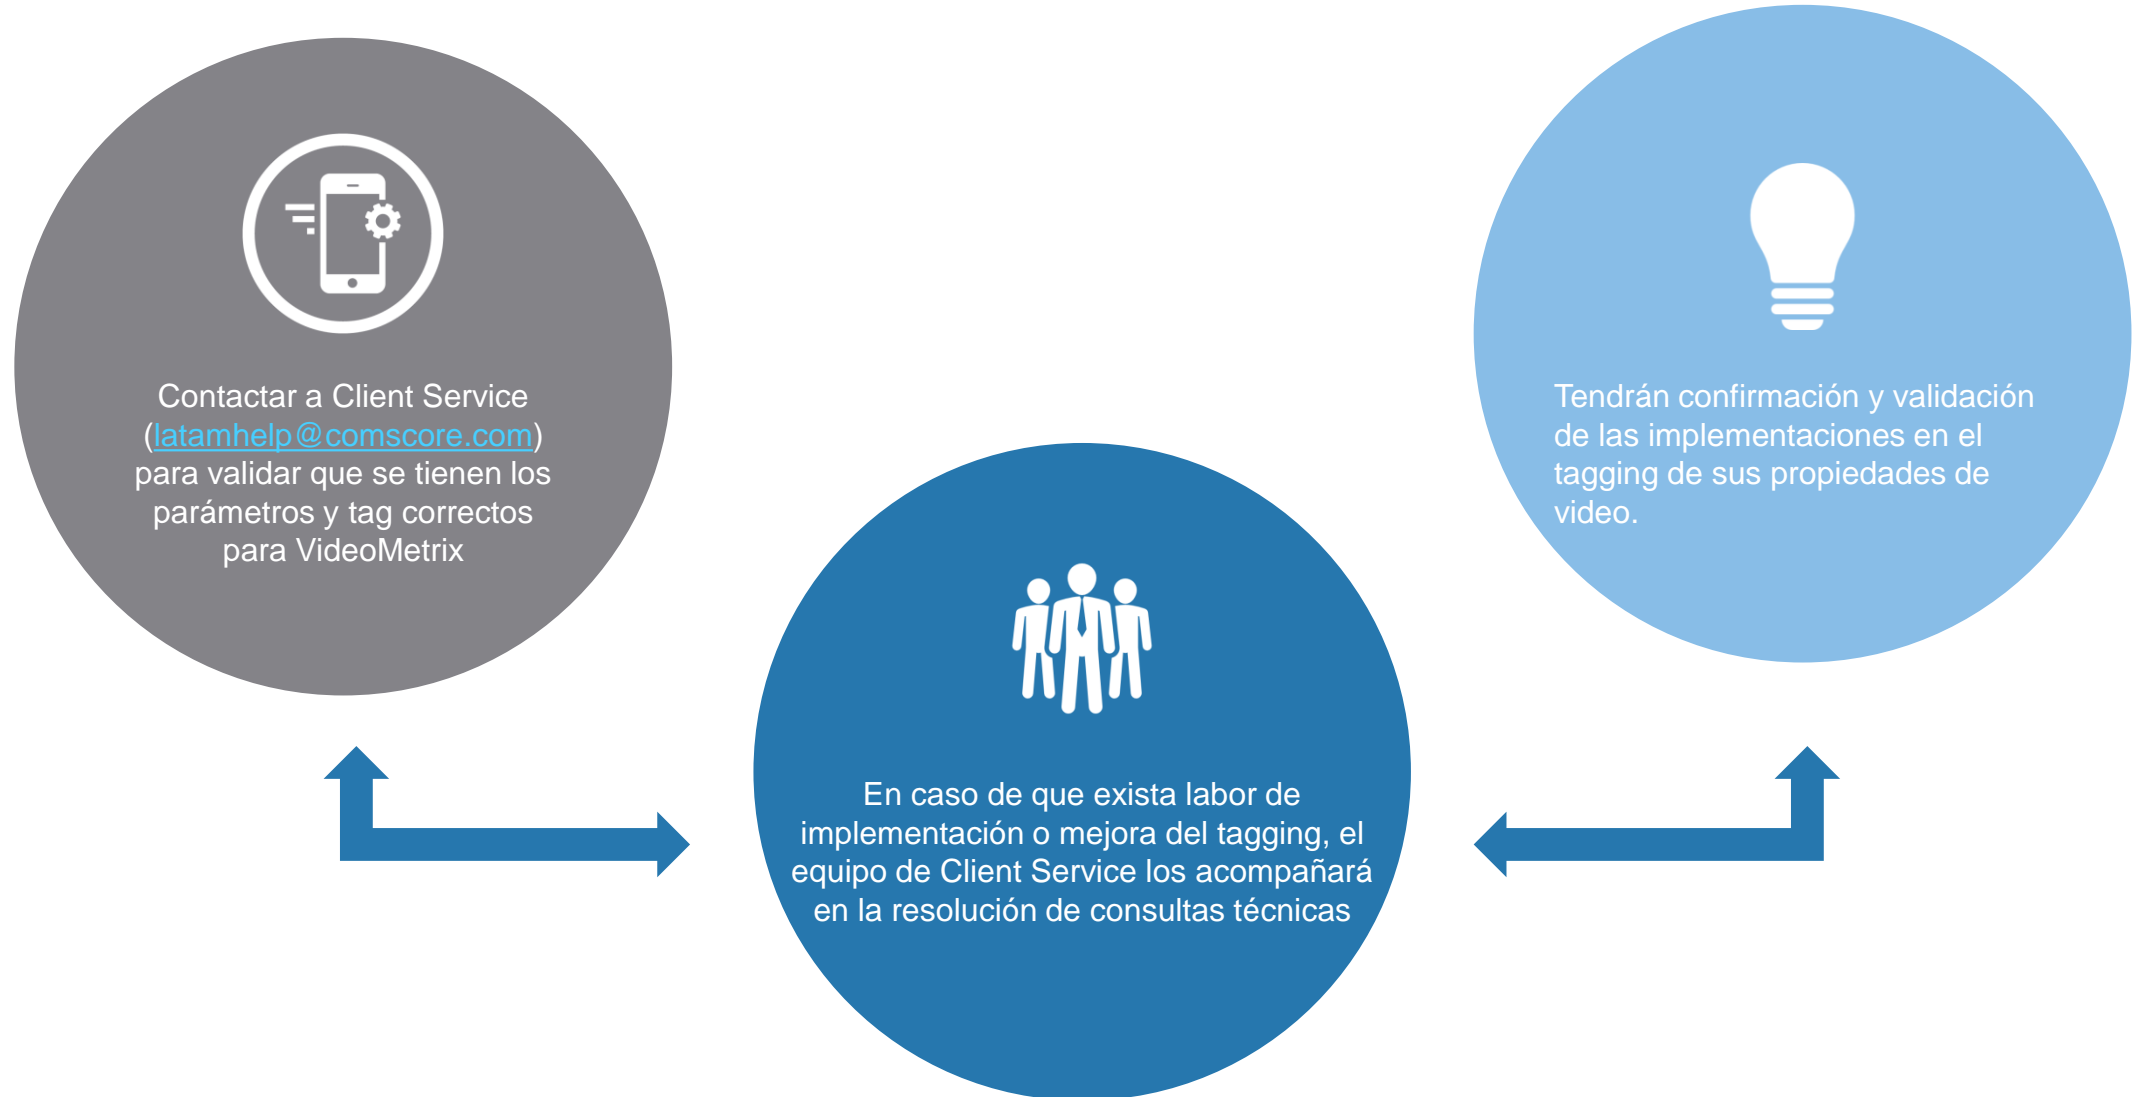 Contactar a Client Service
(latamhelp@comscore.com)
para validar que se tienen los
parámetros y tag correctos
para VideoMetrix
En caso de que exista labor de
implementación o mejora del tagging, el
equipo de Client Service los acompañará
en la resolución de consultas técnicas
Tendrán confirmación y validación
de las implementaciones en el
tagging de sus propiedades de
video.